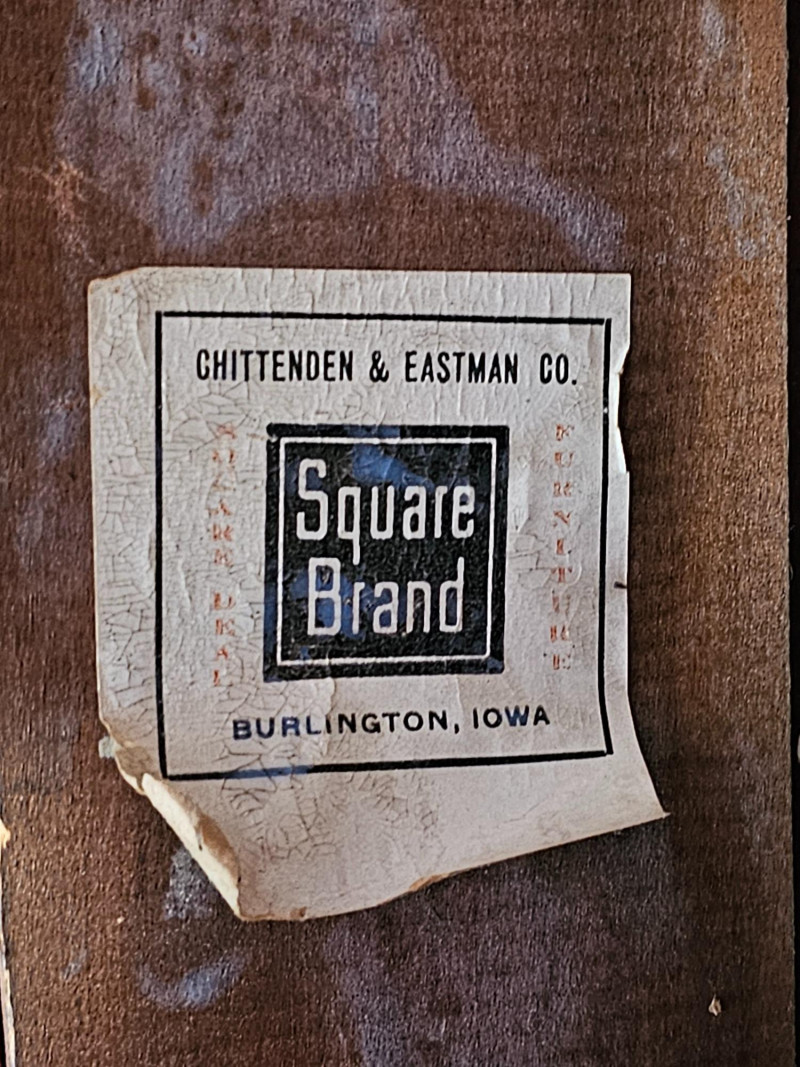 CHITTENDEN & EASTMAN CO.
Square
Brand
BURLINGTON, IOWA